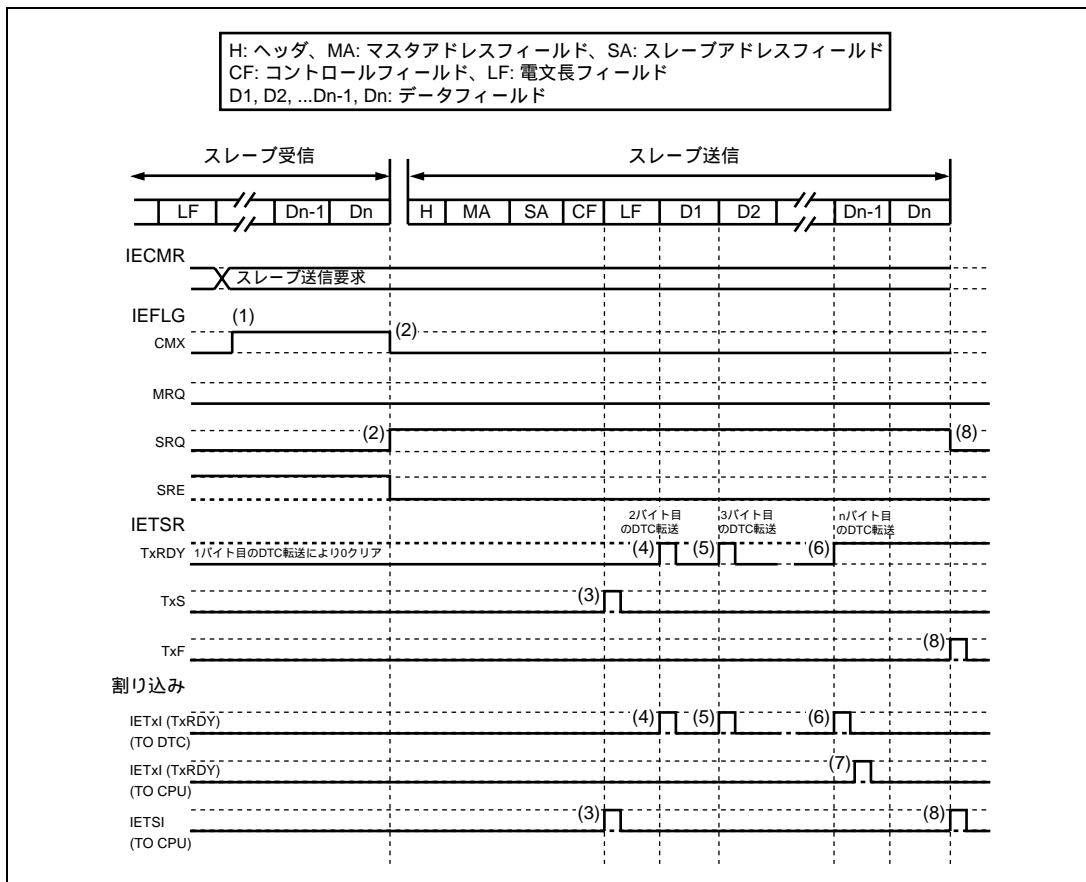 H: ヘッダ、MA: マスタアドレスフィールド、SA: スレーブアドレスフィールド
CF: コントロールフィールド、LF: 電文長フィールド
D1, D2, ...Dn-1, Dn: データフィールド
スレーブ受信 スレーブ送信
LF Dn-1 Dn H MA SA CF LF D1 D2 Dn-1 Dn
IECMR
スレーブ送信要求
IEFLG (1)
CMX (2)
MRQ
SRQ (2) (8)
SRE
IETSR
2バイト目のDTC転送 3バイト目のDTC転送 nバイト目のDTC転送
TxRDY 1バイト目のDTC転送により0クリア (4) (5) (6)
TxS (3)
TxF (8)
割り込み
IETxI (TxRDY) (4) (5) (6)
(TO DTC)
IETxI (TxRDY) (7)
(TO CPU)
IETSI (3) (8)
(TO CPU)